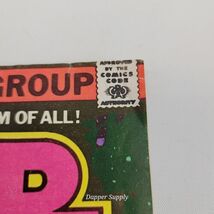 GROUP
APPROVED
BY THE
COMICS
CODE
AUTHORITY
M OF ALL!
D
R
Dapper Supply